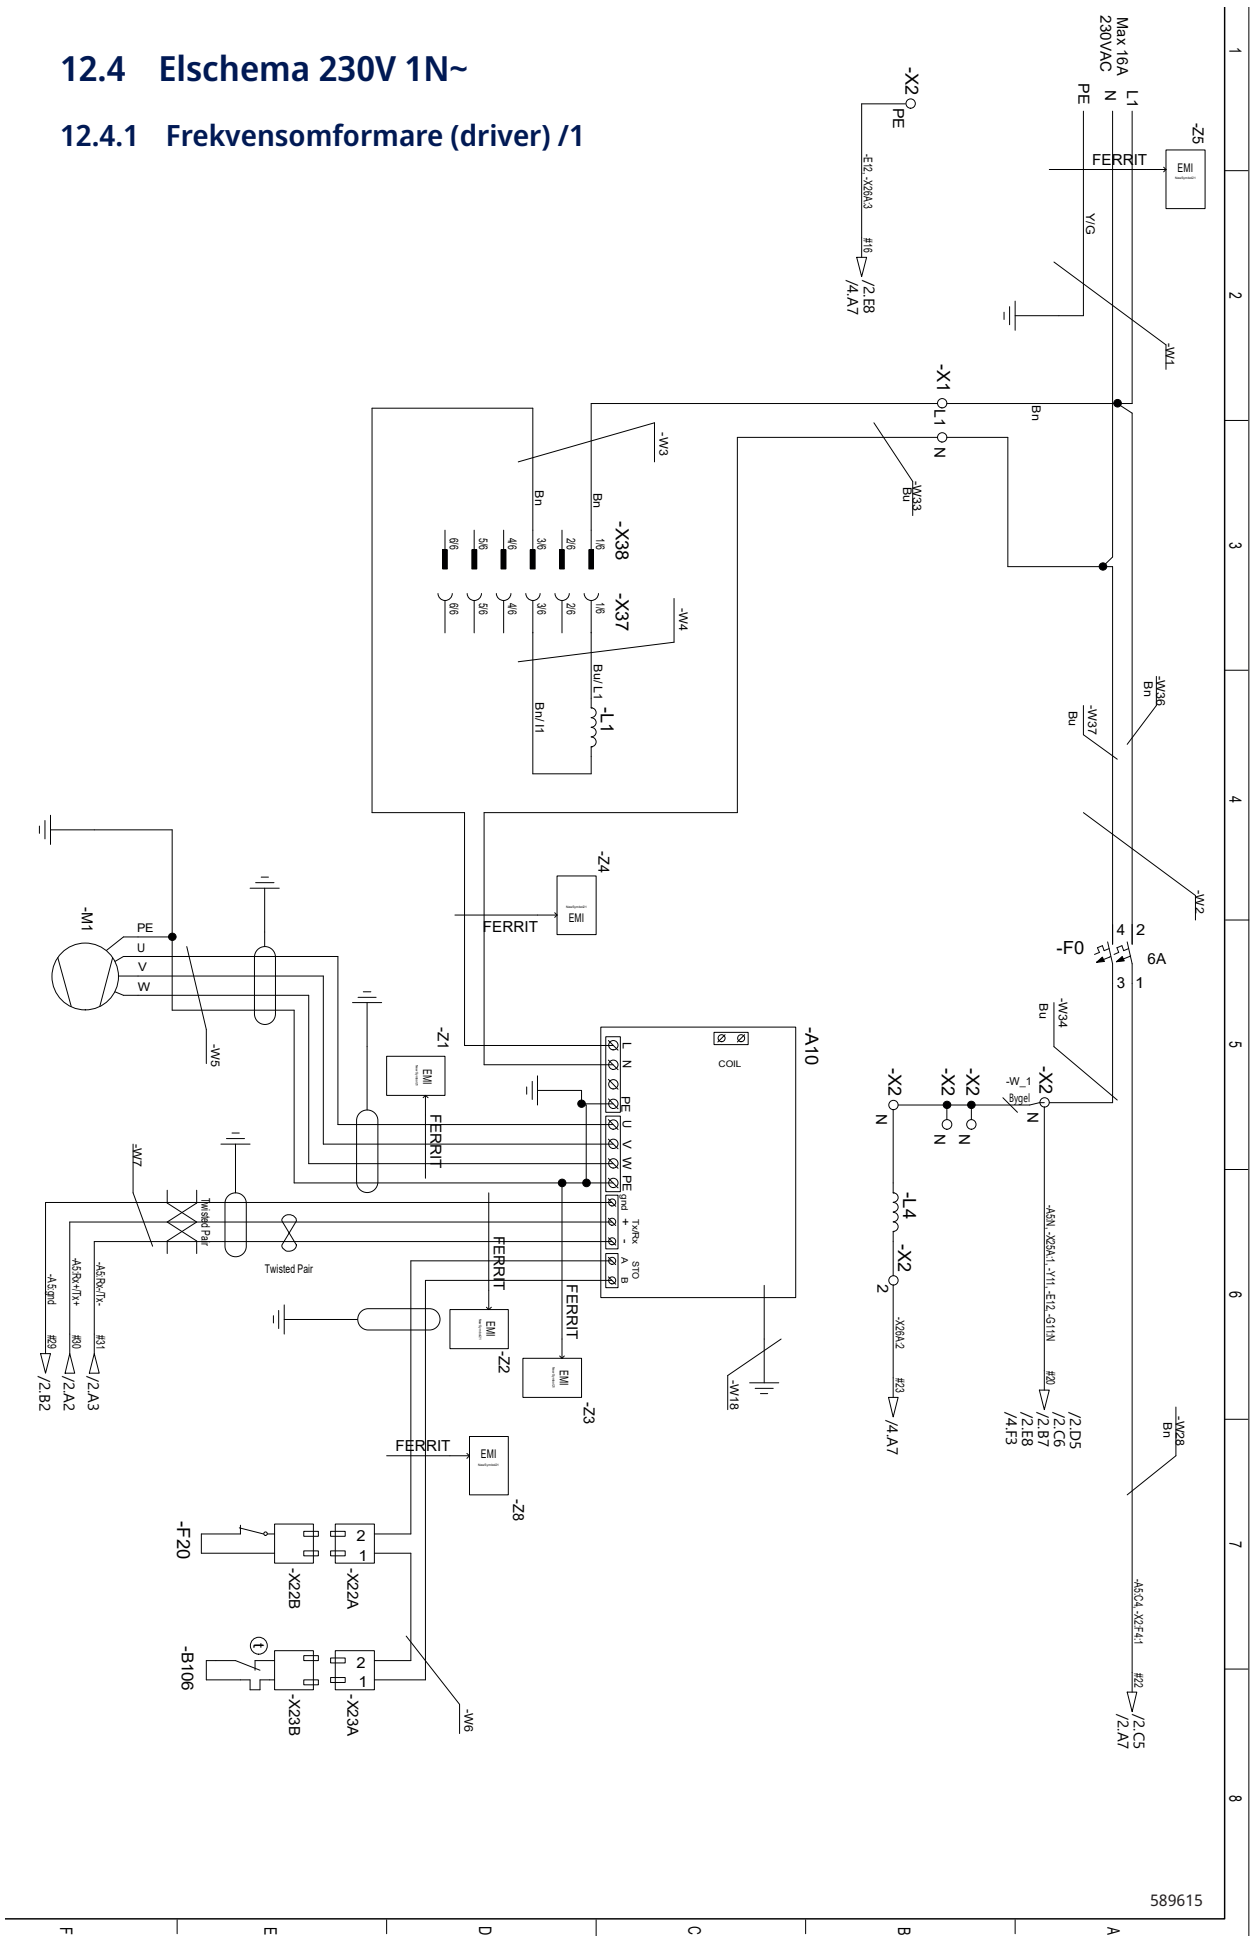 12.4 Elschema 230V 1N~
12.4.1 Frekvensomformare (driver) /1
Max 16A
230VAC
L1
N
PE
-Z5
EMI
FERRIT
Y/G
-W1
-X2
PE
-E12, -X26A:3
#16
/2.E8
/4.A7
-X1
L1
N
Bn
-W33
Bu
-W3
Bn
Bn
-X38
6/6
5/6
4/6
3/6
2/6
1/6
-X37
6/6
5/6
4/6
3/6
2/6
1/6
-W4
Bu/ L1
Bn/ l1
-L1
-W36
Bn
-W37
Bu
-W2
-Z4
EMI
FERRIT
-M1
PE
U
V
W
-W5
-F0
4 2
6A
3 1
-W34
Bu
-Z1
EMI
FERRIT
-A10
COIL
L
N
PE
U
V
W
PE
gnd
+
-
Tx/Rx
A
B
STO
-X2
N
-X2
N
-X2
N
-W_1
Bygel
-X2
N
-L4
-X2
2
-X26A:2
#23
/4.A7
-A5:N, -X25A:1, -Y11, -E12, -G11:N
#20
/2.D5
/2.C6
/2.B7
/2.E8
/4.F3
-W7
Twisted Pair
Twisted Pair
-A5:gnd
#29
/2.B2
-A5:Rx+/Tx+
#30
/2.A2
-A5:Rx-/Tx-
#31
/2.A3
FERRIT
EMI
-Z2
FERRIT
EMI
-Z3
-W18
-W28
Bn
FERRIT
EMI
-Z8
-F20
-X22B
-X22A
2
1
-B106
t
-X23B
-X23A
2
1
-W6
-A5:C4, -X2:F4:1
#22
/2.C5
/2.A7
1
2
3
4
5
6
7
8
589615
F
E
D
C
B
A